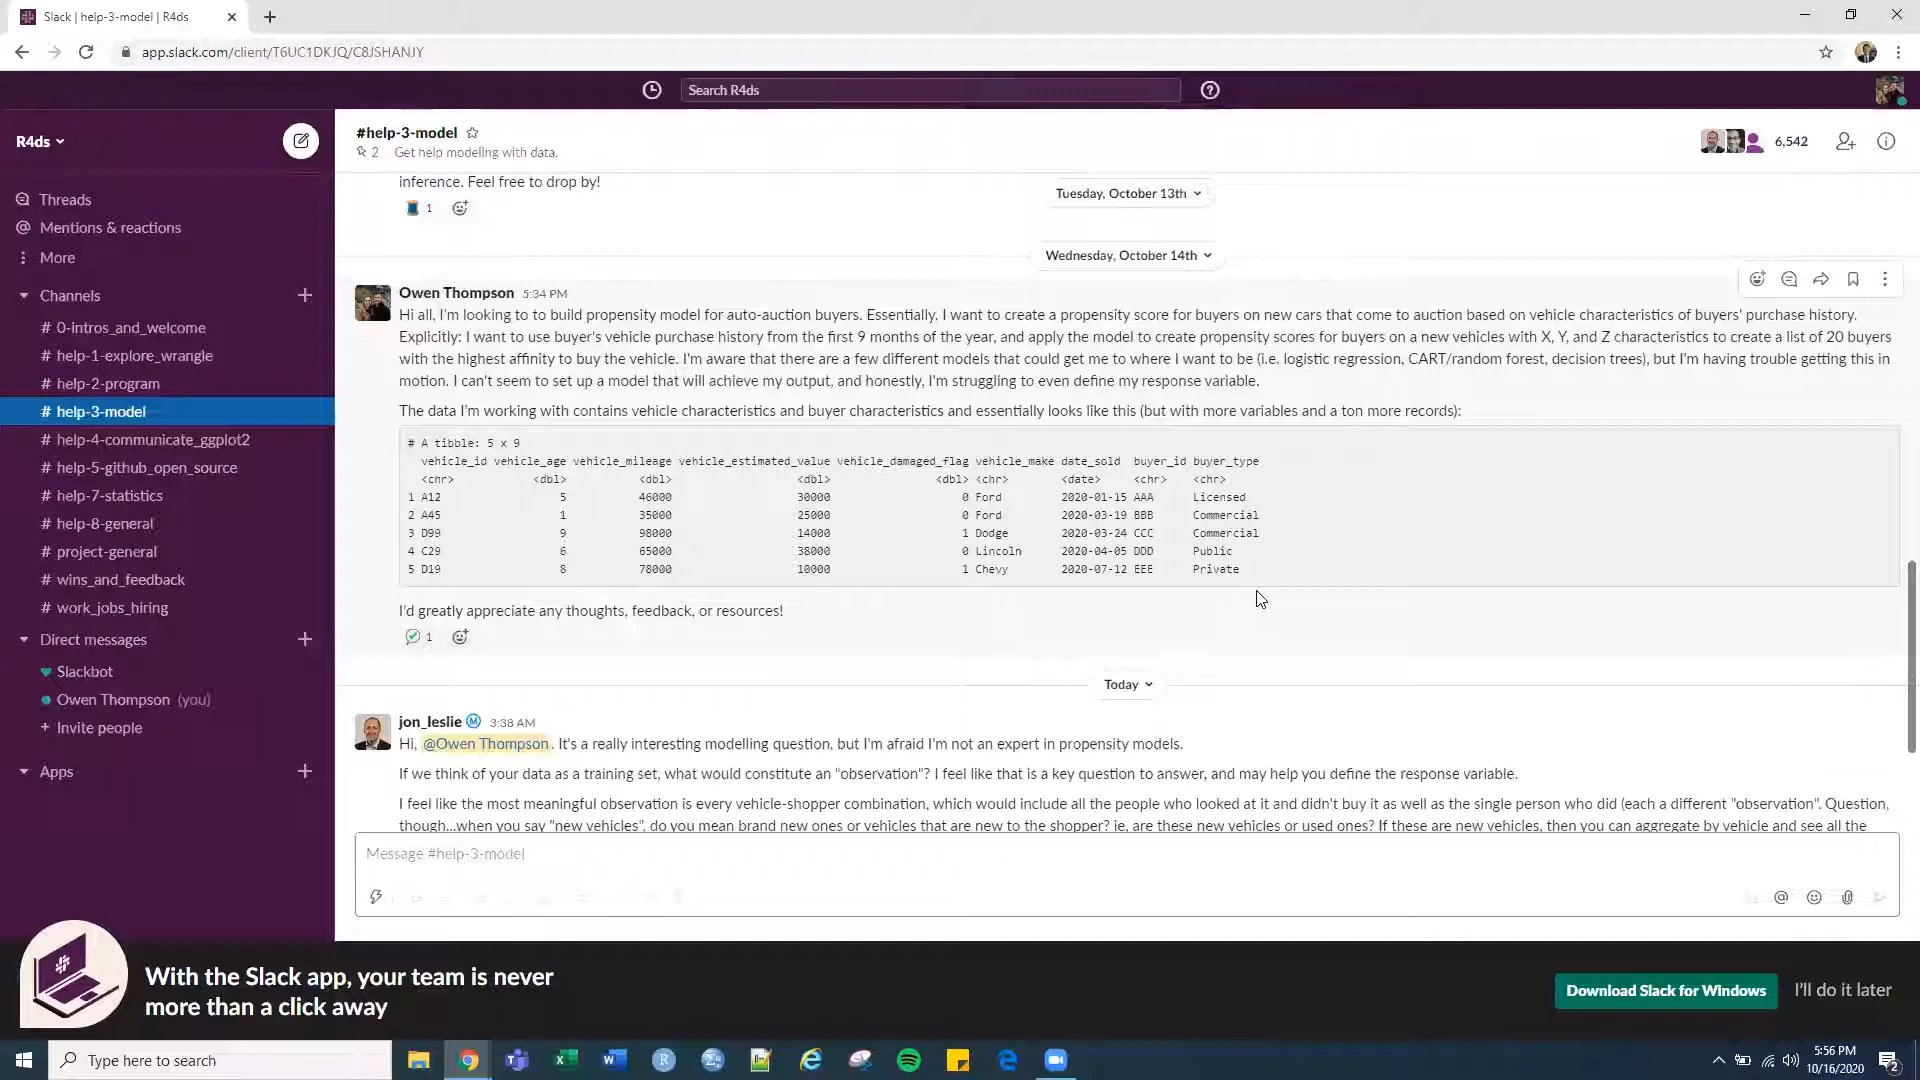 Slack | help-3-model | R4ds
app.slack.com/client/T6UC1DKJQ/C8JSHANJY
Search R4ds
R4ds
Threads
Mentions & reactions
More
Channels
# 0-intros_and_welcome
# help-1-explore_wrangle
# help-2-program
# help-3-model
# help-4-communicate_ggplot2
# help-5-github_open_source
# help-7-statistics
# help-8-general
# project-general
# wins_and_feedback
# work_jobs_hiring
Direct messages
Slackbot
Owen Thompson (you)
+ Invite people
Apps
#help-3-model
2 Get help modeling with data.
6,542
inference. Feel free to drop by!
1
Tuesday, October 13th
Wednesday, October 14th
Owen Thompson 5:34 PM
Hi all, I'm looking to to build propensity model for auto-auction buyers. Essentially, I want to create a propensity score for buyers on new cars that come to auction based on vehicle characteristics of buyers' purchase history.
Explicitly: I want to use buyer's vehicle purchase history from the first 9 months of the year, and apply the model to create propensity scores for buyers on a new vehicles with X, Y, and Z characteristics to create a list of 20 buyers
with the highest affinity to buy the vehicle. I'm aware that there are a few different models that could get me to where I want to be (i.e. logistic regression, CART/random forest, decision trees), but I'm having trouble getting this in
motion. I can't seem to set up a model that will achieve my output, and honestly, I'm struggling to even define my response variable.
The data I'm working with contains vehicle characteristics and buyer characteristics and essentially looks like this (but with more variables and a ton more records):
# A tibble: 5 x 9
vehicle_id vehicle_age vehicle_mileage vehicle_estimated_value vehicle_damaged_flag vehicle_make date_sold buyer_id buyer_type
<chr> <dbl> <dbl> <dbl> <dbl> <chr> <date> <chr> <chr>
1 A12 5 46000 30000 0 Ford 2020-01-15 AAA Licensed
2 A45 1 35000 25000 0 Ford 2020-03-19 BBB Commercial
3 D99 9 98000 14000 1 Dodge 2020-03-24 CCC Commercial
4 C29 6 65000 38000 0 Lincoln 2020-04-05 DDD Public
5 D19 8 78000 10000 1 Chevy 2020-07-12 EEE Private
I'd greatly appreciate any thoughts, feedback, or resources!
1
Today
jon_leslie 3:38 AM
Hi, @Owen Thompson. It's a really interesting modelling question, but I'm afraid I'm not an expert in propensity models.
If we think of your data as a training set, what would constitute an "observation"? I feel like that is a key question to answer, and may help you define the response variable.
I feel like the most meaningful observation is every vehicle-shopper combination, which would include all the people who looked at it and didn't buy it as well as the single person who did (each a different "observation". Question,
though...when you say "new vehicles", do you mean brand new ones or vehicles that are new to the shopper? ie, are these new vehicles or used ones? If these are new vehicles, then you can aggregate by vehicle and see all the
Message #help-3-model
With the Slack app, your team is never
more than a click away
Download Slack for Windows
I'll do it later
Type here to search
5:56 PM
10/16/2020
2